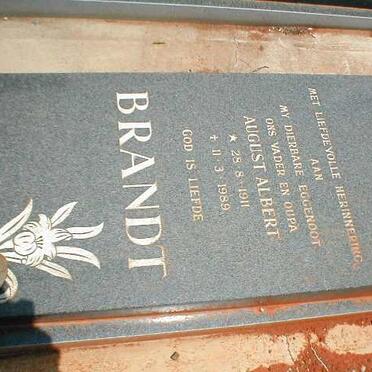 BRANDT
MET LIEFDEVOLLE HERINNERING
AAN
MY DIERBARE EGGENOOT
ONS VADER EN OUPA
AUGUST ALBERT
★ 28·8·1911
† 11·3·1989
GOD IS LIEFDE